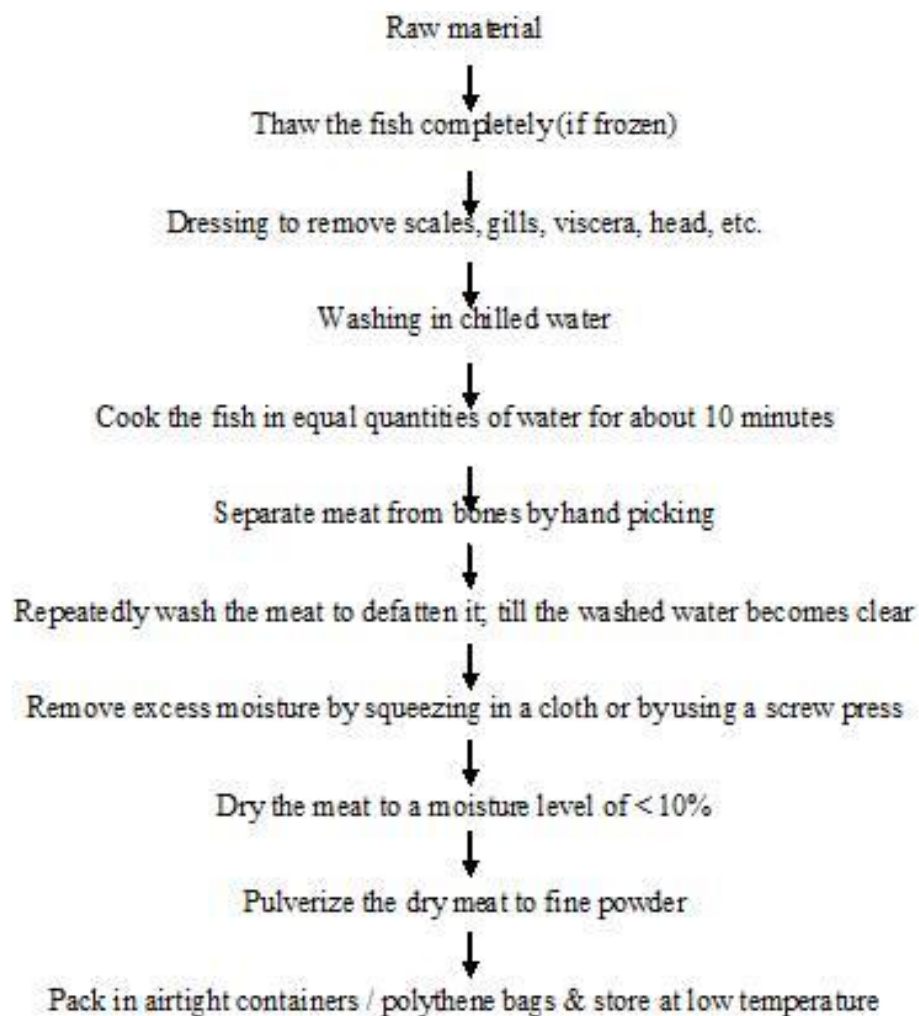 Raw material
Thaw the fish completely (if frozen)
Dressing to remove scales, gills, viscera, head, etc.
Washing in chilled water
Cook the fish in equal quantities of water for about 10 minutes
Separate meat from bones by hand picking
Repeatedly wash the meat to defatten it; till the washed water becomes clear
Remove excess moisture by squeezing in a cloth or by using a screw press
Dry the meat to a moisture level of <10%
Pulverize the dry meat to fine powder
Pack in airtight containers / polythene bags & store at low temperature